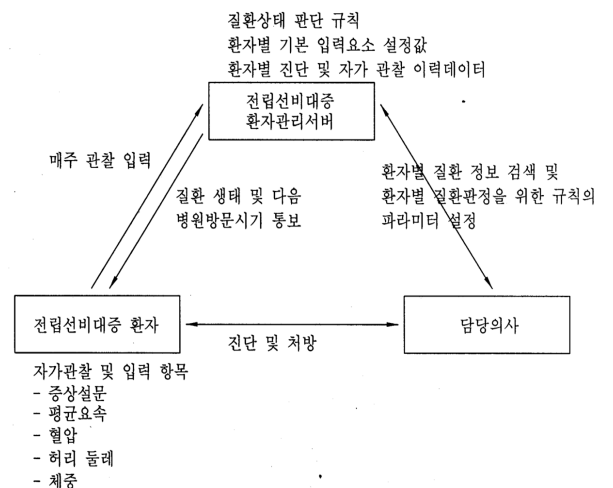 질환상태 판단 규칙
환자별 기본 입력요소 설정값
환자별 진단 및 자가 관찰 이력데이터
전립선비대증
환자관리서버
매주 관찰 입력
질환 생태 및 다음
병원방문시기 통보
환자별 질환 정보 검색 및
환자별 질환판정을 위한 규칙의
파라미터 설정
전립선비대증 환자
담당의사
진단 및 처방
자가관찰 및 입력 항목
- 증상설문
- 평균요속
- 혈압
- 허리 둘레
- 체중